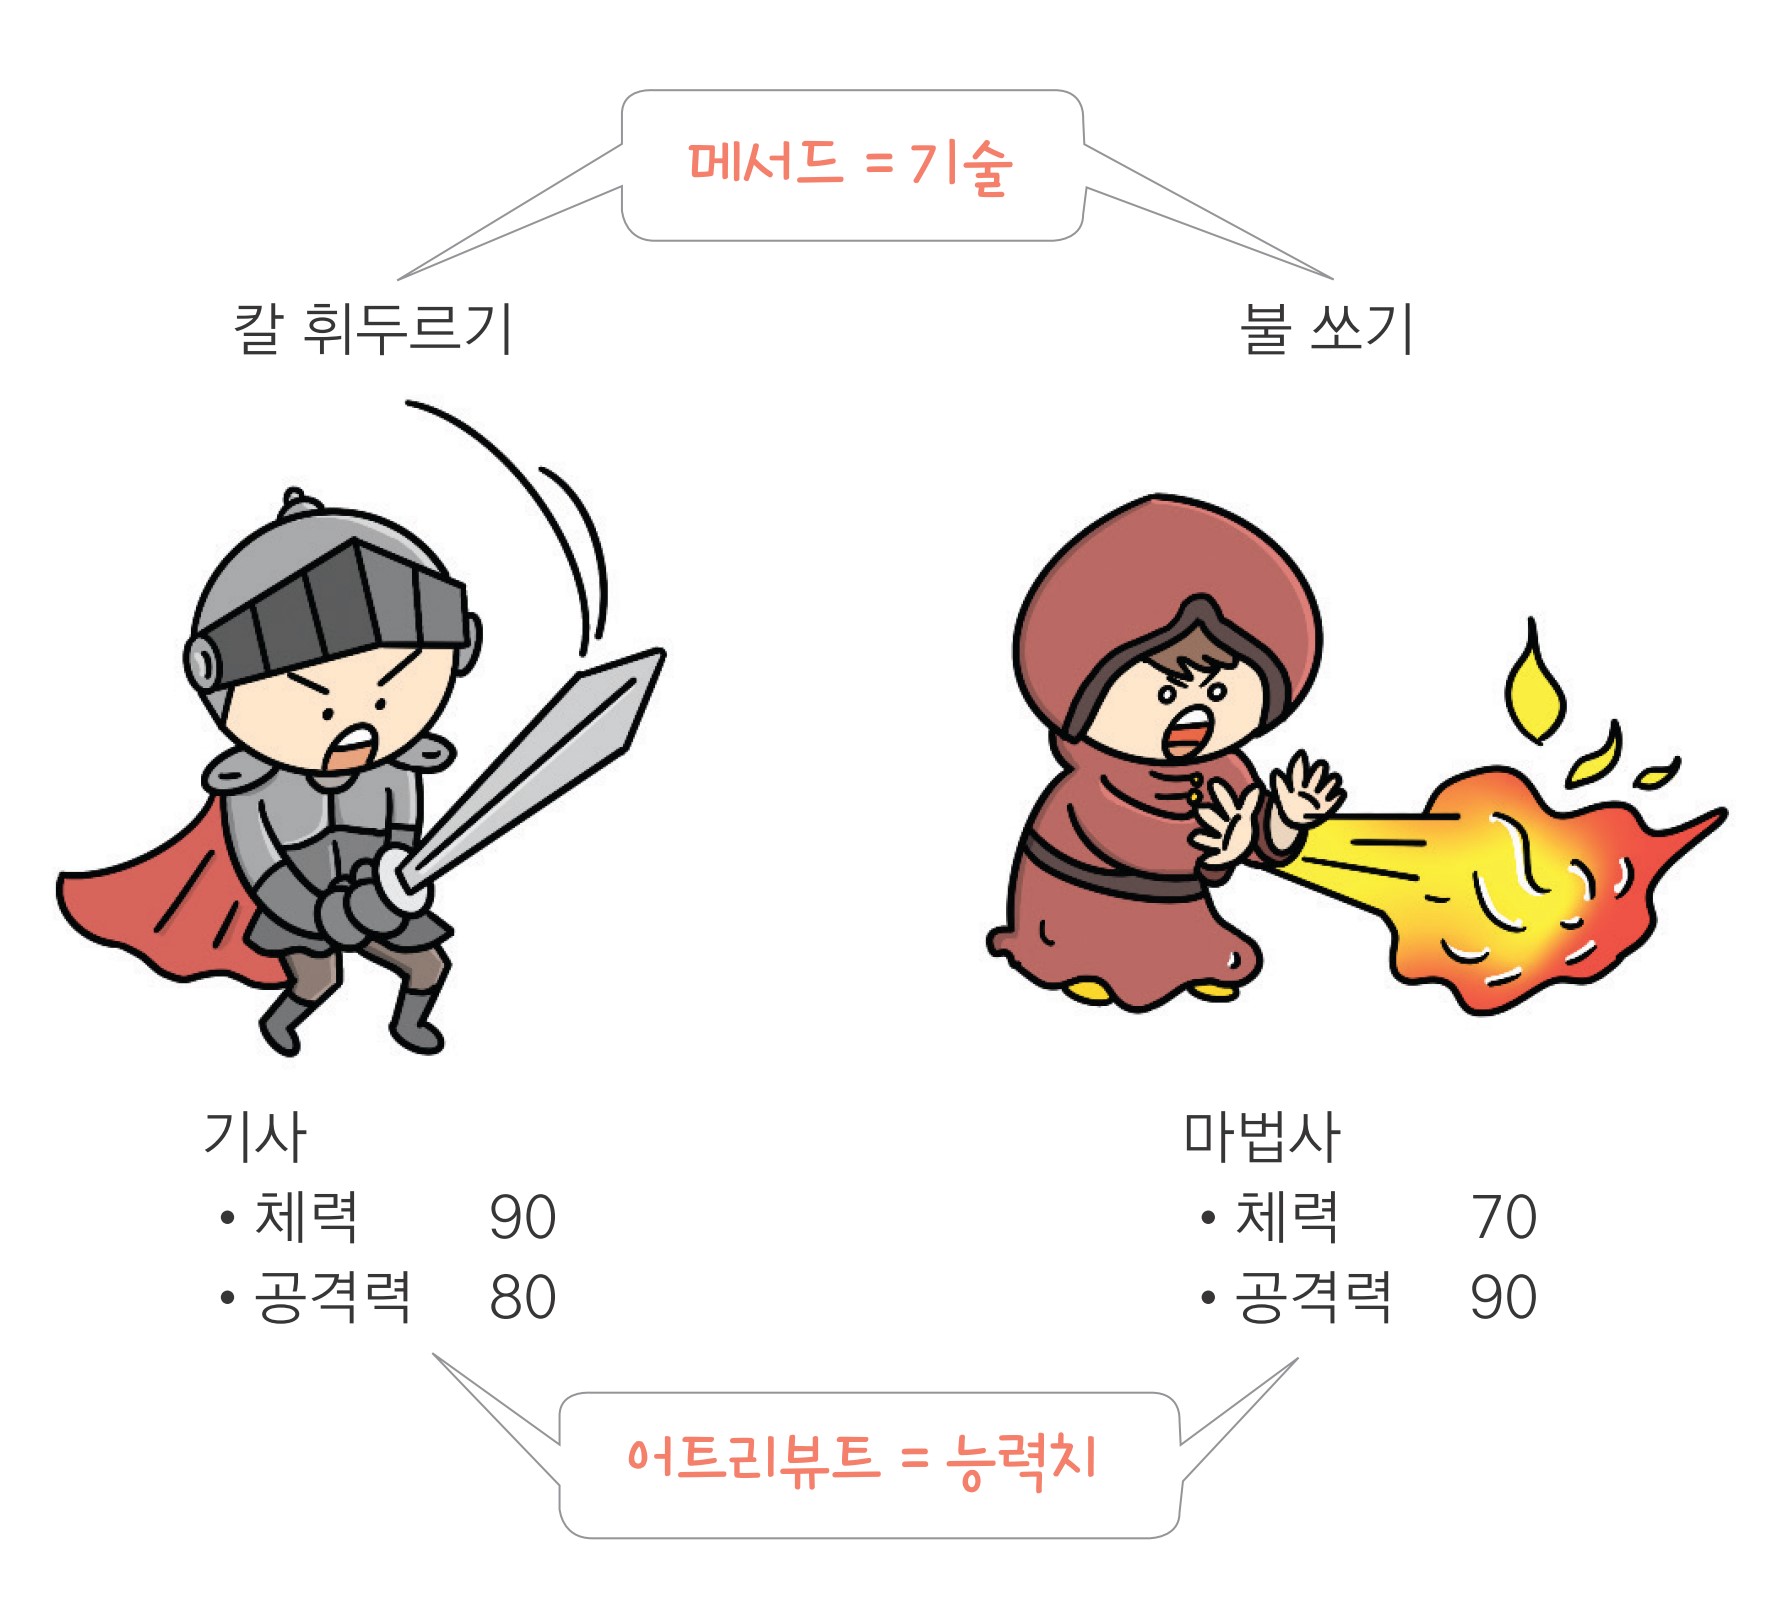 메서드 = 기술
칼 휘두르기
불 쏘기
기사
• 체력 90
• 공격력 80
마법사
• 체력 70
• 공격력 90
어트리뷰트 = 능력치